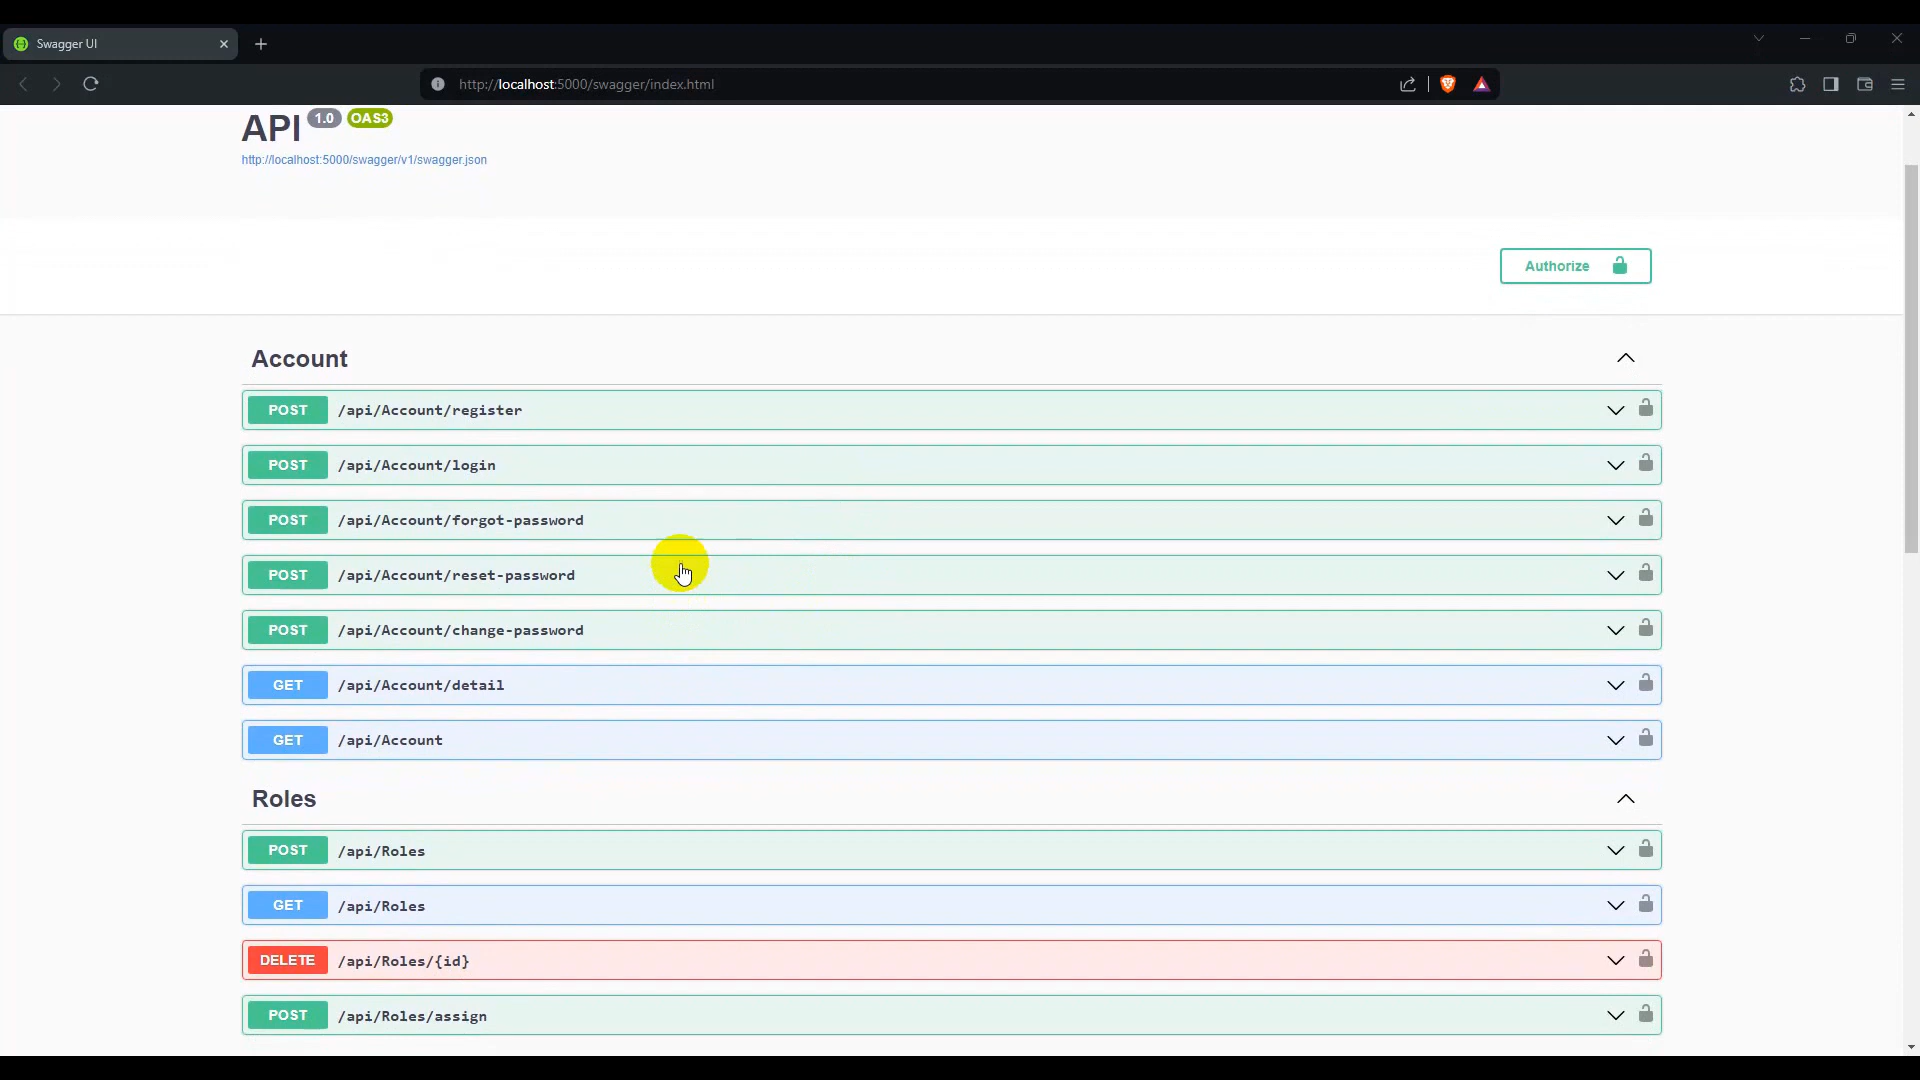 Swagger UI
http://localhost:5000/swagger/index.html
API 1.0 OAS3
http://localhost:5000/swagger/v1/swagger.json
Authorize
Account
POST /api/Account/register
POST /api/Account/login
POST /api/Account/forgot-password
POST /api/Account/reset-password
POST /api/Account/change-password
GET /api/Account/detail
GET /api/Account
Roles
POST /api/Roles
GET /api/Roles
DELETE /api/Roles/{id}
POST /api/Roles/assign